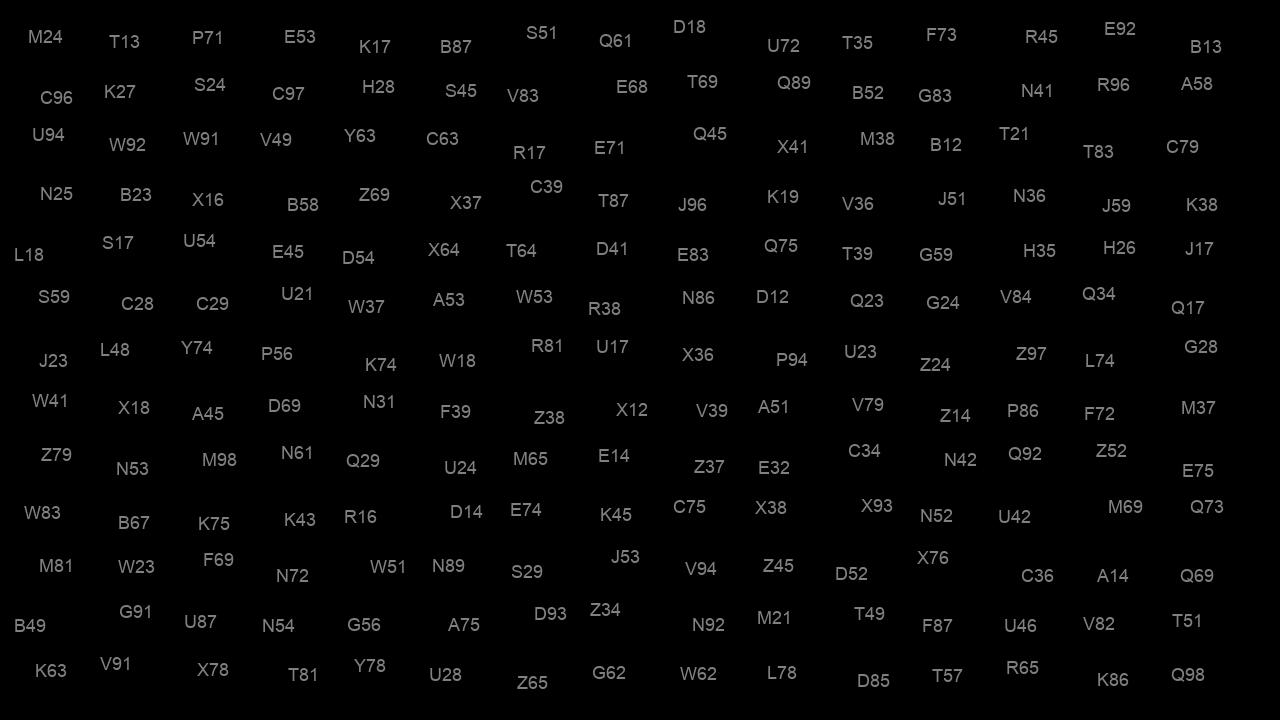 M24 T13 P71 E53 K17 B87 S51 Q61 D18 U72 T35 F73 R45 E92 B13
C96 K27 S24 C97 H28 S45 V83 E68 T69 Q89 B52 G83 N41 R96 A58
U94 W92 W91 V49 Y63 C63 R17 E71 Q45 X41 M38 B12 T21 T83 C79
N25 B23 X16 B58 Z69 X37 C39 T87 J96 K19 V36 J51 N36 J59 K38
L18 S17 U54 E45 D54 X64 T64 D41 E83 Q75 T39 G59 H35 H26 J17
S59 C28 C29 U21 W37 A53 W53 R38 N86 D12 Q23 G24 V84 Q34 Q17
J23 L48 Y74 P56 K74 W18 R81 U17 X36 P94 U23 Z24 Z97 L74 G28
W41 X18 A45 D69 N31 F39 Z38 X12 V39 A51 V79 Z14 P86 F72 M37
Z79 N53 M98 N61 Q29 U24 M65 E14 Z37 E32 C34 N42 Q92 Z52 E75
W83 B67 K75 K43 R16 D14 E74 K45 C75 X38 X93 N52 U42 M69 Q73
M81 W23 F69 N72 W51 N89 S29 J53 V94 Z45 D52 X76 C36 A14 Q69
B49 G91 U87 N54 G56 A75 D93 Z34 N92 M21 T49 F87 U46 V82 T51
K63 V91 X78 T81 Y78 U28 Z65 G62 W62 L78 D85 T57 R65 K86 Q98